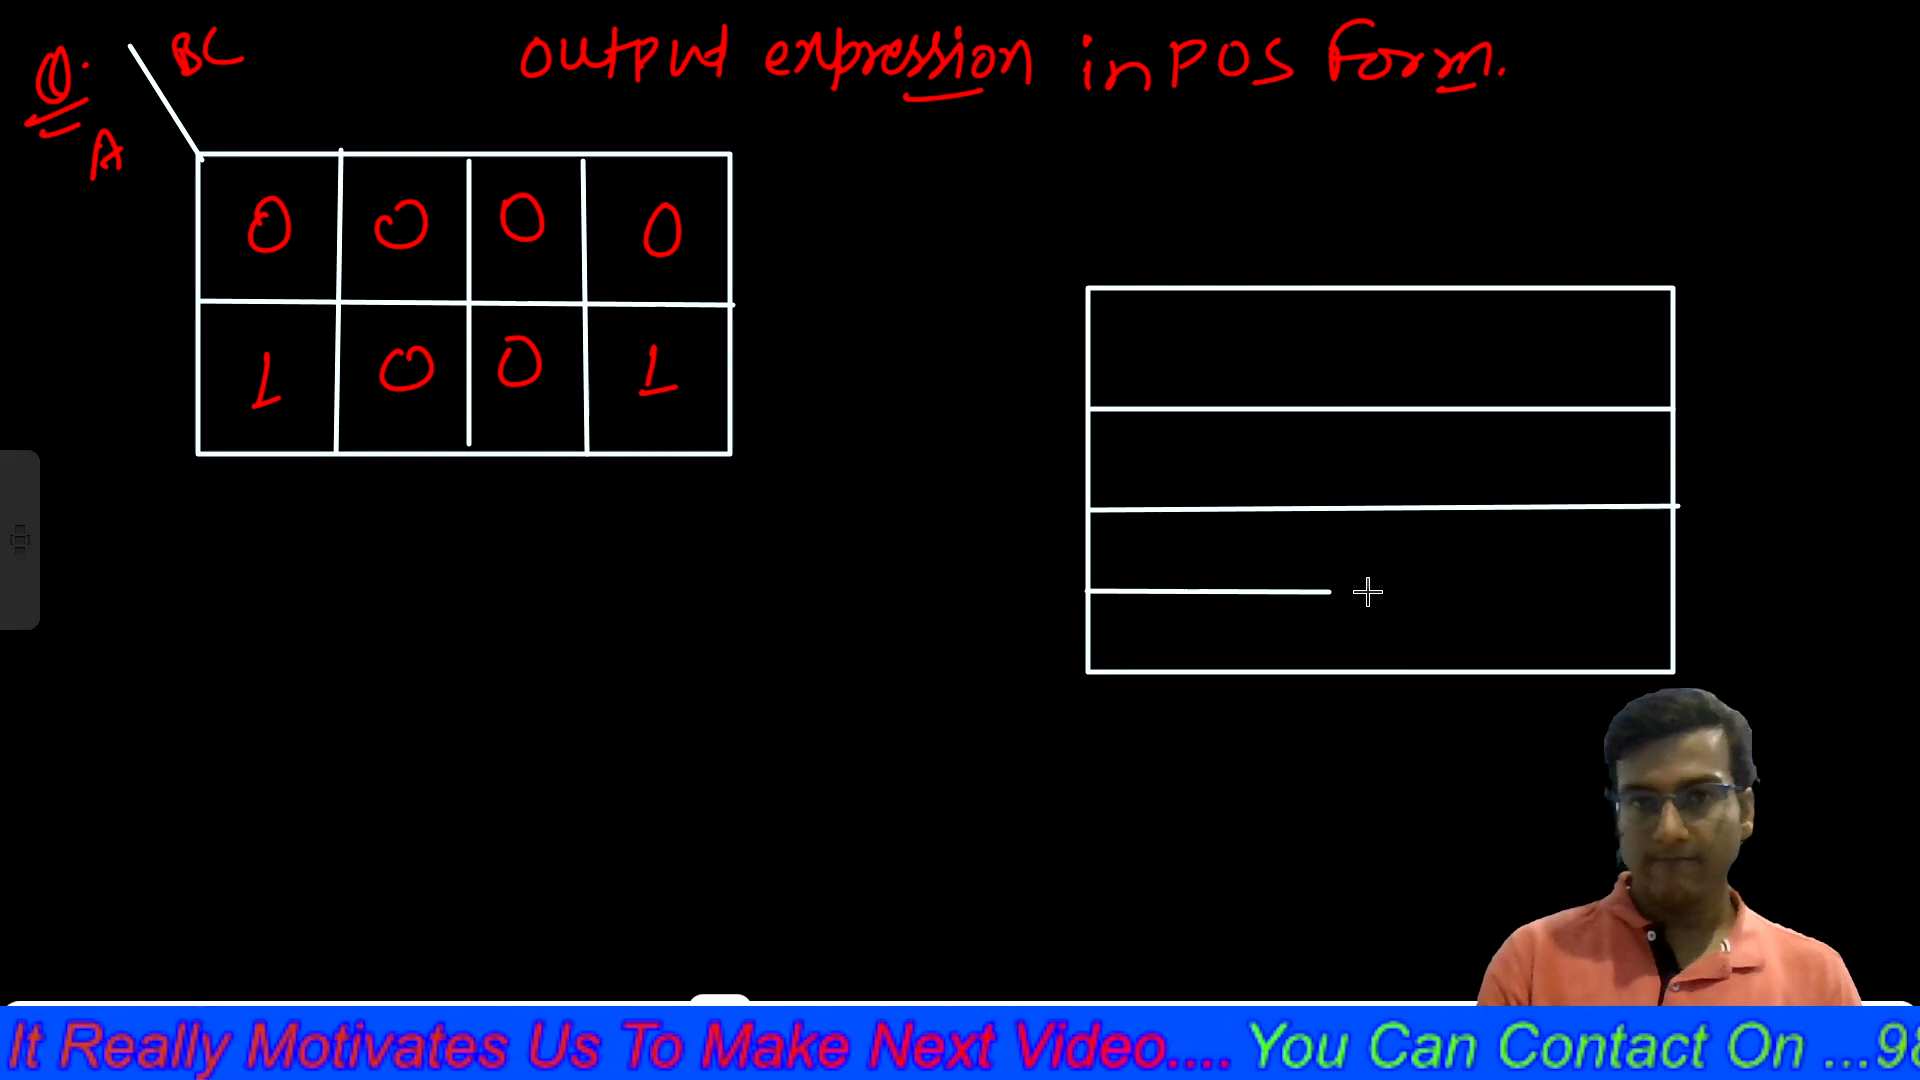 Q. BC output expression in POS form.
A
0 0 0 0
1 0 0 1
It Really Motivates Us To Make Next Video.... You Can Contact On ...98